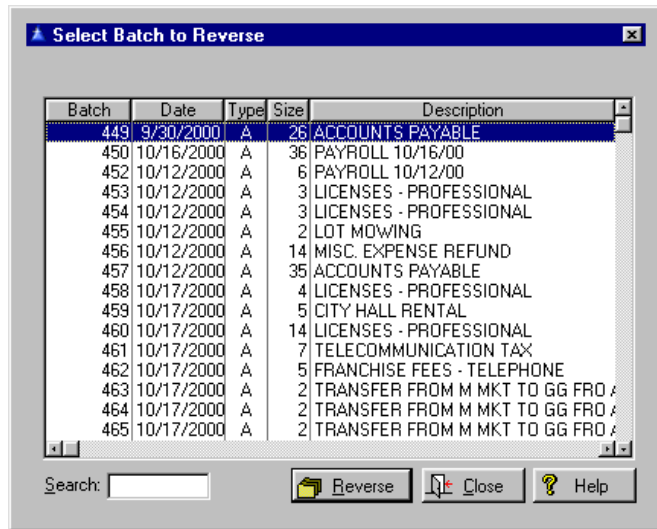 Select Batch to Reverse
Batch Date Type Size Description
449 9/30/2000 A 26 ACCOUNTS PAYABLE
450 10/16/2000 A 36 PAYROLL 10/16/00
452 10/12/2000 A 6 PAYROLL 10/12/00
453 10/12/2000 A 3 LICENSES - PROFESSIONAL
454 10/12/2000 A 3 LICENSES - PROFESSIONAL
455 10/12/2000 A 2 LOT MOWING
456 10/12/2000 A 14 MISC. EXPENSE REFUND
457 10/12/2000 A 35 ACCOUNTS PAYABLE
458 10/17/2000 A 4 LICENSES - PROFESSIONAL
459 10/17/2000 A 5 CITY HALL RENTAL
460 10/17/2000 A 14 LICENSES - PROFESSIONAL
461 10/17/2000 A 7 TELECOMMUNICATION TAX
462 10/17/2000 A 5 FRANCHISE FEES - TELEPHONE
463 10/17/2000 A 2 TRANSFER FROM M MKT TO GG FRO
464 10/17/2000 A 2 TRANSFER FROM M MKT TO GG FRO
465 10/17/2000 A 2 TRANSFER FROM M MKT TO GG FRO
Search: Reverse Close Help